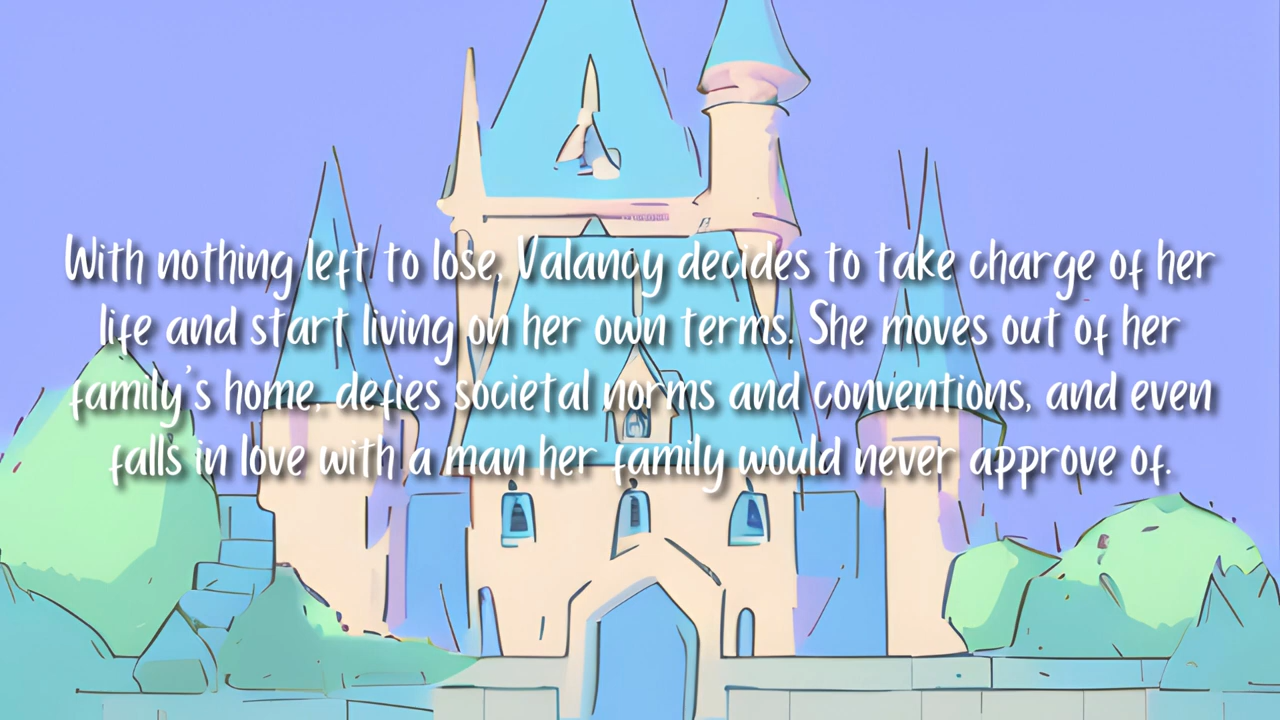 With nothing left to lose, Valancy decides to take charge of her
life and start living on her own terms. She moves out of her
family's home, defies societal norms and conventions, and even
falls in love with a man her family would never approve of.